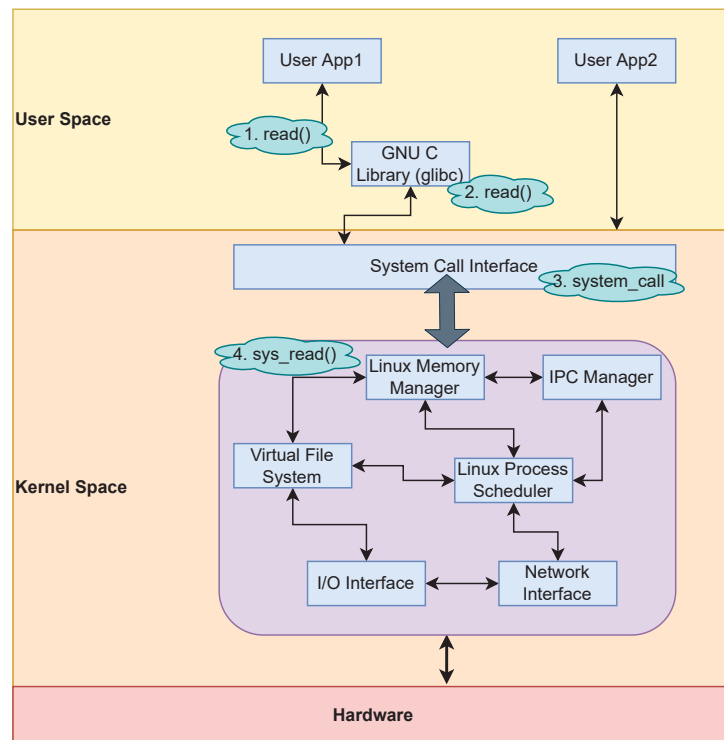 User App1
User App2
User Space
1. read()
GNU C
Library (glibc)
2. read()
System Call Interface
3. system_call
4. sys_read()
Linux Memory
Manager
IPC Manager
Virtual File
System
Linux Process
Scheduler
Kernel Space
I/O Interface
Network
Interface
Hardware